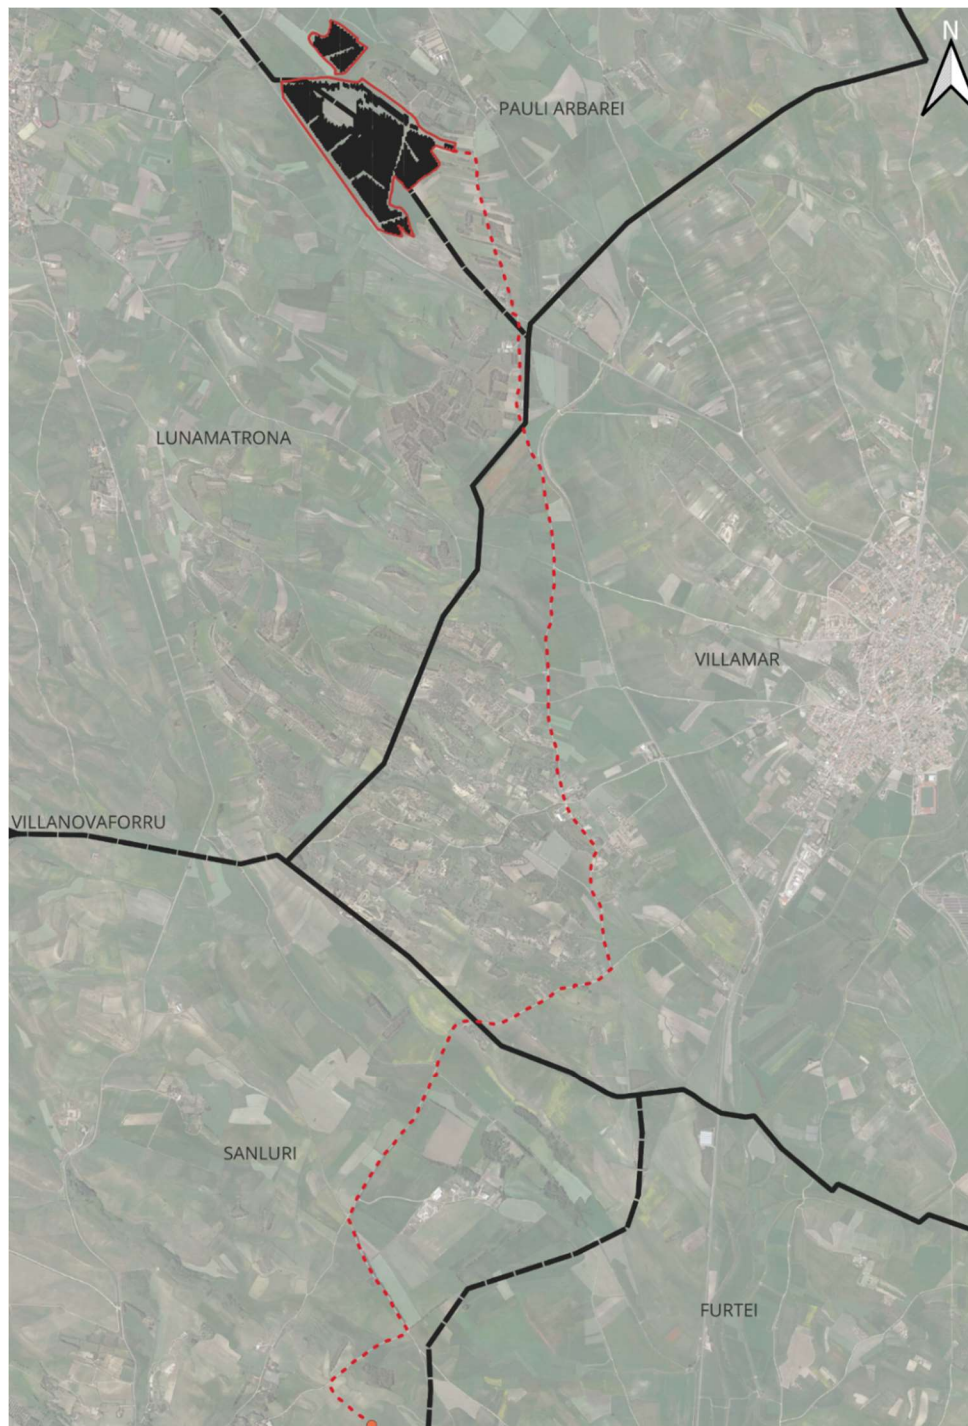 N
PAULI ARBAREI
LUNAMATRONA
VILLAMAR
VILLANOVAFORRU
SANLURI
FURTEI